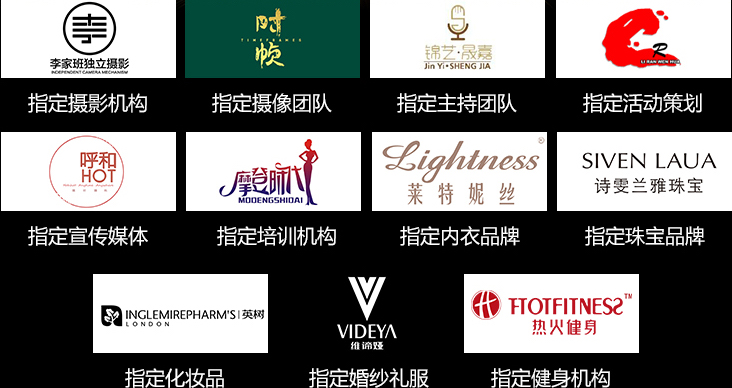 李家班独立摄影
INDEPENDENT CAMERA MECHANISM
时帧
TIMEFRAMES
锦艺·晟嘉
Jin Yi·SHENG JIA
R
LI RAN WEN HUA
指定摄影机构
指定摄像团队
指定主持团队
指定活动策划
呼和
HOT
摩登时代
MODENGSHIDAI
Lightness
®
莱特妮丝
SIVEN LAUA
诗雯兰雅珠宝
指定宣传媒体
指定培训机构
指定内衣品牌
指定珠宝品牌
INGLEMIREPHARM'S|英树
LONDON
VIDEYA
维谛娅
HOTFITNESS™
热火健身
指定化妆品
指定婚纱礼服
指定健身机构